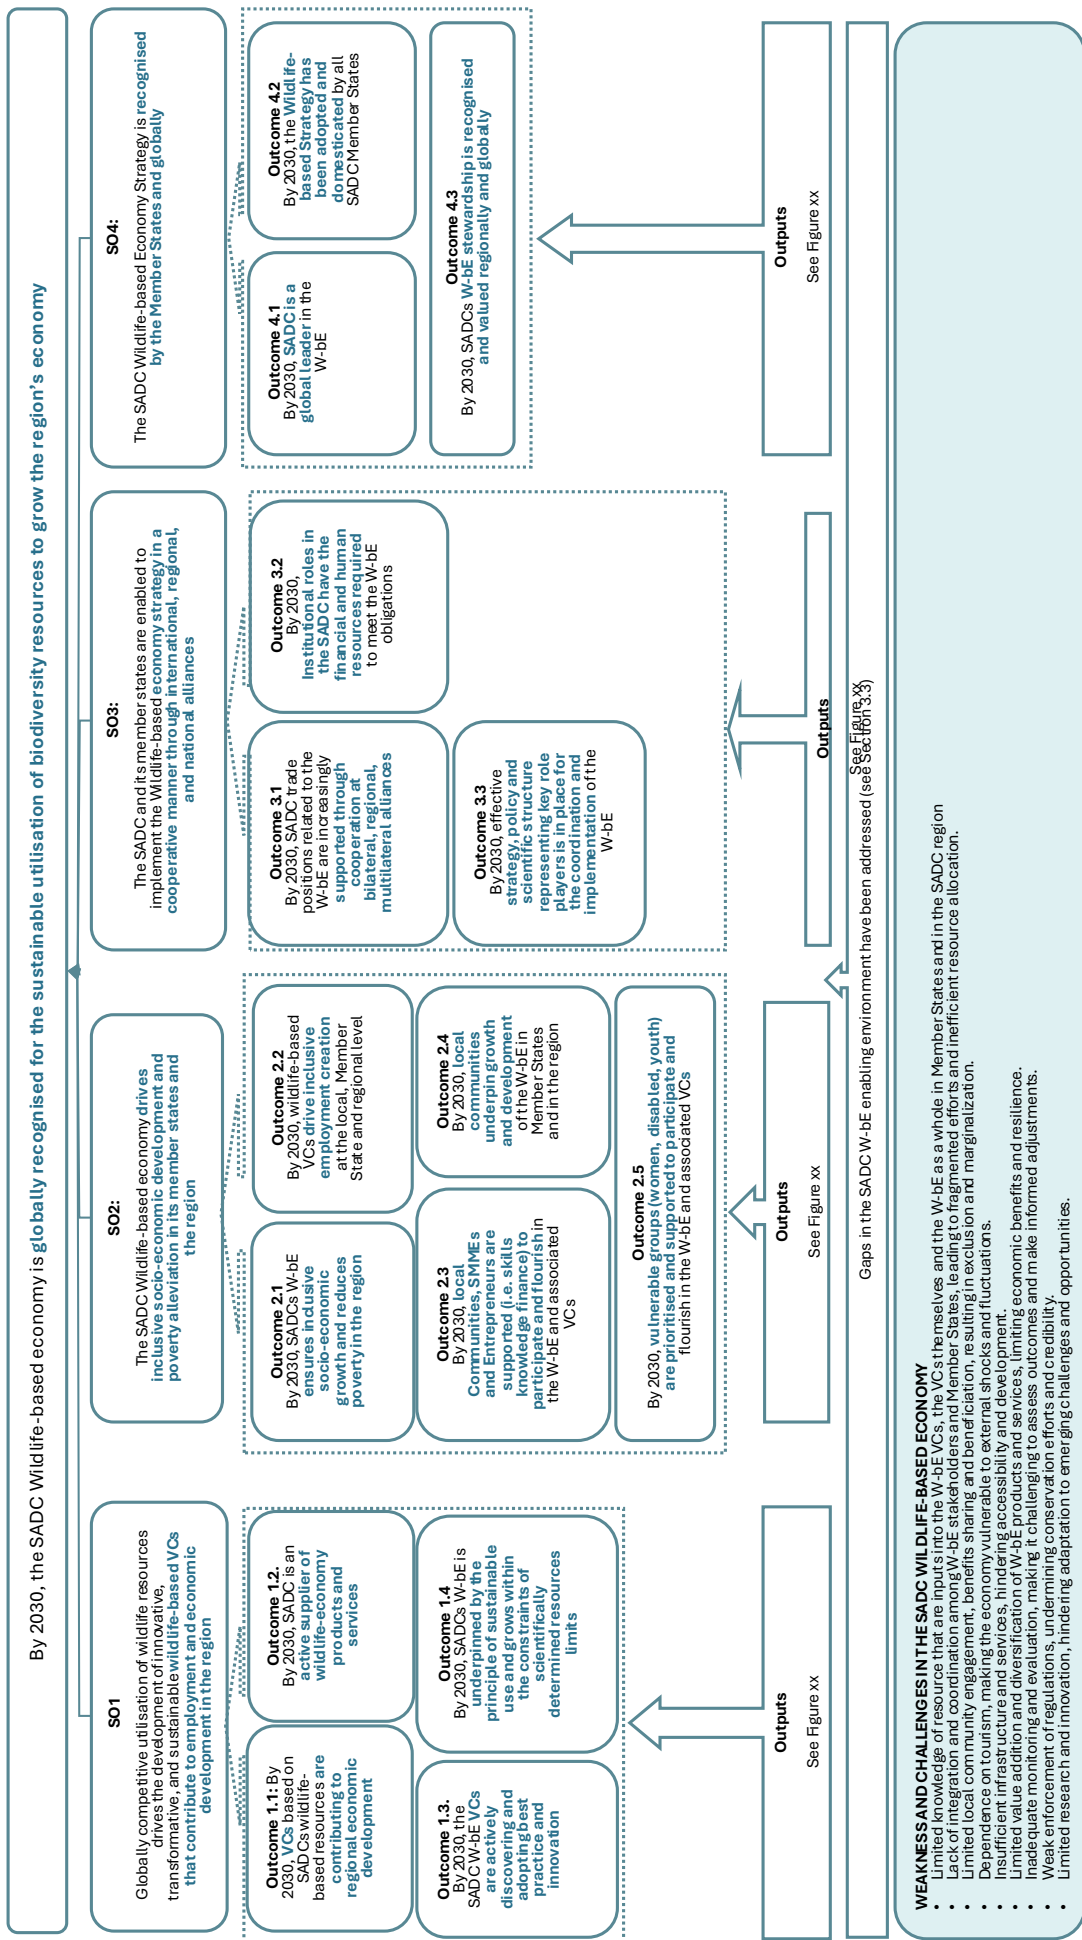 By 2030, the SADC Wildlife-based economy is globally recognised for the sustainable utilisation of biodiversity resources to grow the region's economy
SO1
Globally competitive utilisation of wildlife resources
drives the development of innovative,
transformative, and sustainable wildlife-based VCs
that contribute to employment and economic
development in the region
Outcome 1.1: By
2030, VCs based on
SADCs wildlife-
based resources are
contributing to
regional economic
development
Outcome 1.2.
By 2030, SADC is an
active supplier of
wildlife-economy
products and
services
Outcome 1.3.
By 2030, the
SADC W-bE VCs
are actively
discovering and
adopting best
practice and
innovation
Outcome 1.4
By 2030, SADCs W-bE is
underpinned by the
principle of sustainable
use and grows within
the constraints of
scientifically
determined resources
limits
Outputs
See Figure xx
SO2:
The SADC Wildlife-based economy drives
inclusive socio-economic development and
poverty alleviation in its member states and
the region
Outcome 2.1
By 2030, SADCs W-bE
ensures inclusive
socio-economic
growth and reduces
poverty in the region
Outcome 2.2
By 2030, wildlife-based
VCs drive inclusive
employment creation
at the local, Member
State and regional level
Outcome 2.3
By 2030, local
Communities, SMMEs
and Entrepreneurs are
supported (i.e. skills
knowledge finance) to
participate and flourish in
the W-bE and associated
VCs
Outcome 2.4
By 2030, local
communities
underpin growth
and development
of the W-bE in
Member States
and in the region
Outcome 2.5
By 2030, vulnerable groups (women, disabled, youth)
are prioritised and supported to participate and
flourish in the W-bE and associated VCs
Outputs
See Figure xx
SO3:
The SADC and its member states are enabled to
implement the Wildlife-based economy strategy in a
cooperative manner through international, regional,
and national alliances
Outcome 3.1
By 2030, SADC trade
positions related to the
W-bE are increasingly
supported through
cooperation at
bilateral, regional,
multilateral alliances
Outcome 3.2
By 2030,
Institutional roles in
the SADC have the
financial and human
resources required
to meet the W-bE
obligations
Outcome 3.3
By 2030, effective
strategy, policy and
scientific structure
representing key role
players is in place for
the coordination and
implementation of the
W-bE
Outputs
See Figure xx
SO4:
The SADC Wildlife-based Economy Strategy is recognised
by the Member States and globally
Outcome 4.1
By 2030, SADC is a
global leader in the
W-bE
Outcome 4.2
By 2030, the Wildlife-
based Strategy has
been adopted and
domesticated by all
SADC Member States
Outcome 4.3
By 2030, SADCs W-bE stewardship is recognised
and valued regionally and globally
Outputs
See Figure xx
Gaps in the SADC W-bE enabling environment have been addressed (see Section 3.3)
WEAKNESS AND CHALLENGES IN THE SADC WILDLIFE-BASED ECONOMY
• Limited knowledge of resource that are inputs into the W-bE VCs, the VCs themselves and the W-bE as a whole in Member States and in the SADC region
• Lack of integration and coordination among W-bE stakeholders and Member States, leading to fragmented efforts and inefficient resource allocation.
• Limited local community engagement, benefits sharing and beneficiation, resulting in exclusion and marginalization.
• Dependence on tourism, making the economy vulnerable to external shocks and fluctuations.
• Insufficient infrastructure and services, hindering accessibility and development.
• Limited value addition and diversification of W-bE products and services, limiting economic benefits and resilience.
• Inadequate monitoring and evaluation, making it challenging to assess outcomes and make informed adjustments.
• Weak enforcement of regulations, undermining conservation efforts and credibility.
• Limited research and innovation, hindering adaptation to emerging challenges and opportunities.